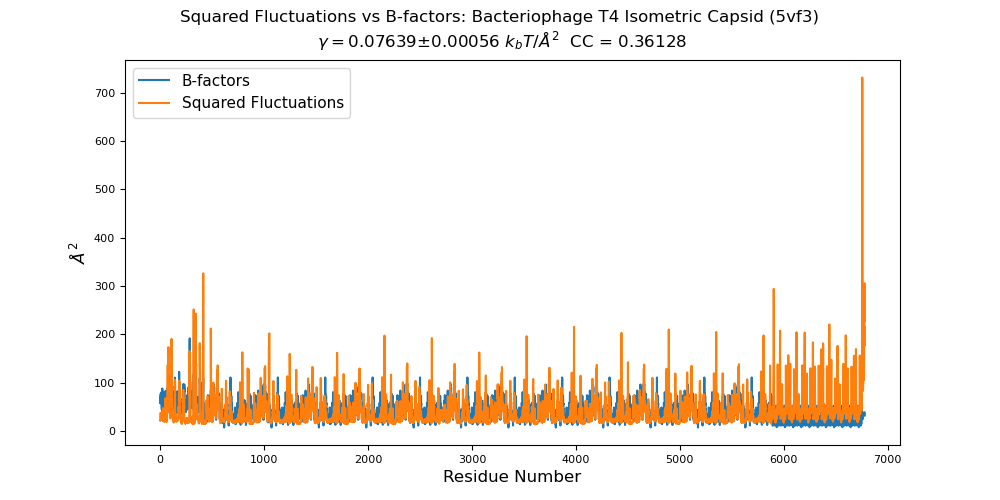 Squared Fluctuations vs B-factors: Bacteriophage T4 Isometric Capsid (5vf3)
γ = 0.07639±0.00056 k_bT/Å^2 CC = 0.36128
B-factors
Squared Fluctuations
700
600
500
400
300
200
100
0
Å^2
0 1000 2000 3000 4000 5000 6000 7000
Residue Number